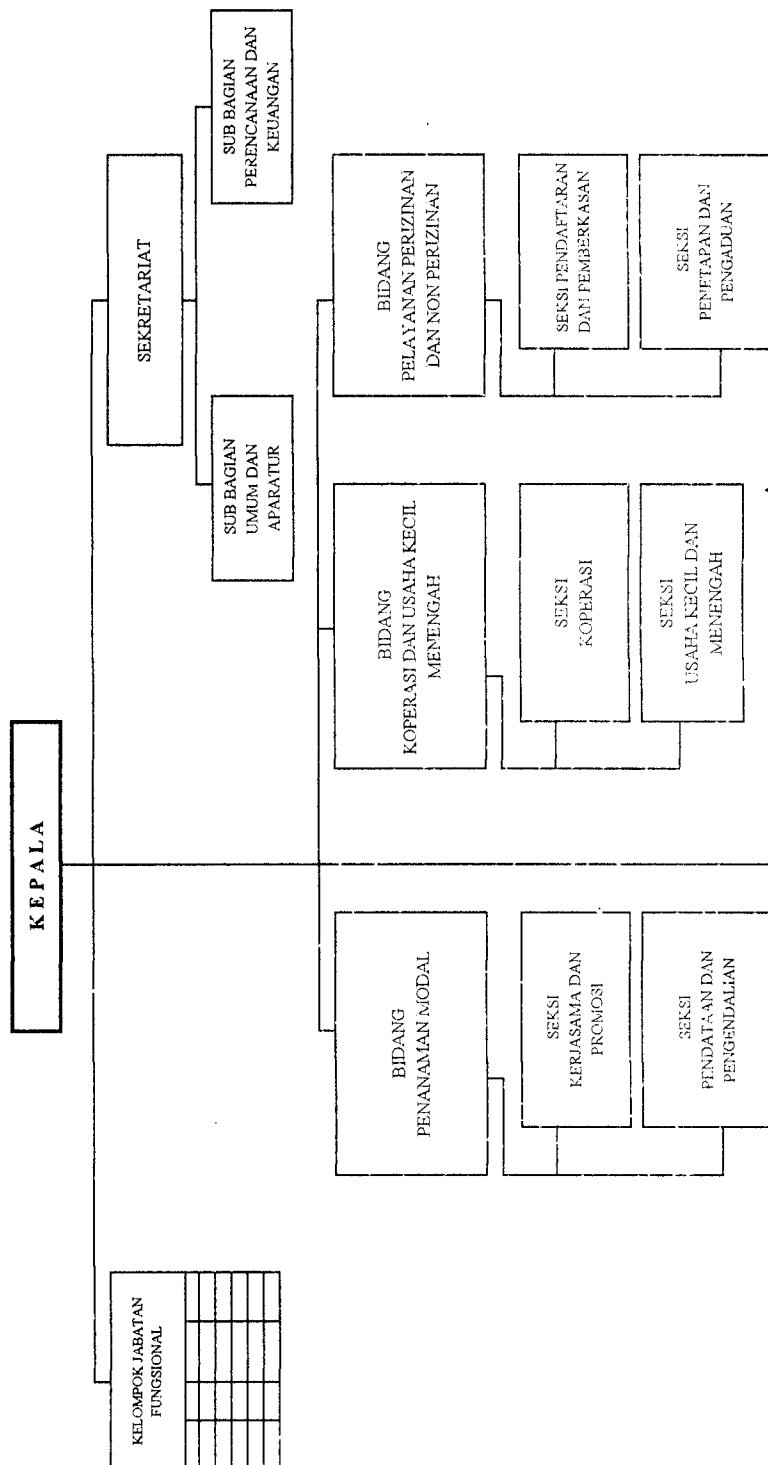 KEPALA
KELOMPOK JABATAN
FUNGSIONAL
SEKRETARIAT
SUB BAGIAN
UMUM DAN
APARATUR
SUB BAGIAN
PERENCANAAN DAN
KEUANGAN
BIDANG
PENANAMAN MODAL
SEKSI
KERJASAMA DAN
PROMOSI
SEKSI
PENDATAAN DAN
PENGENDALIAN
BIDANG
KOPERASI DAN USAHA KECIL
MENENGAH
SEKSI
KOPERASI
SEKSI
USAHA KECIL DAN
MENENGAH
BIDANG
PELAYANAN PERIZINAN
DAN NON PERIZINAN
SEKSI PENDAFTARAN
DAN PEMBERKASAN
SEKSI
PENETAPAN DAN
PENGADUAN